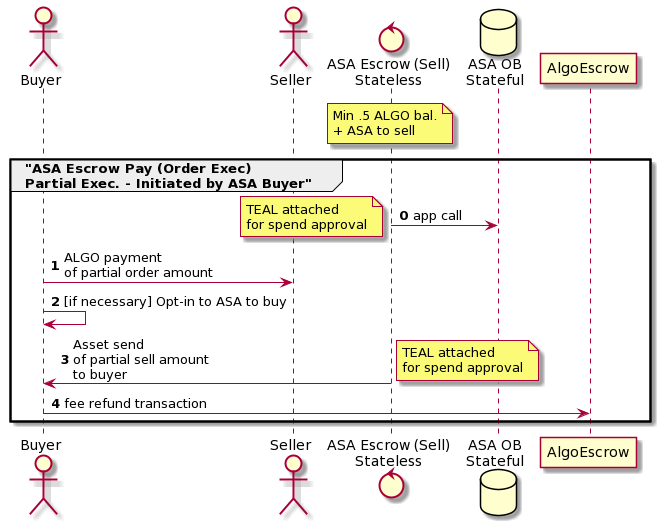 Buyer
Seller
ASA Escrow (Sell)
Stateless
ASA OB
Stateful
AlgoEscrow
Min .5 ALGO bal.
+ ASA to sell
"ASA Escrow Pay (Order Exec)
Partial Exec. - Initiated by ASA Buyer"
TEAL attached
for spend approval
0 app call
ALGO payment
1 of partial order amount
2 [if necessary] Opt-in to ASA to buy
Asset send
3 of partial sell amount
to buyer
TEAL attached
for spend approval
4 fee refund transaction
Buyer
Seller
ASA Escrow (Sell)
Stateless
ASA OB
Stateful
AlgoEscrow